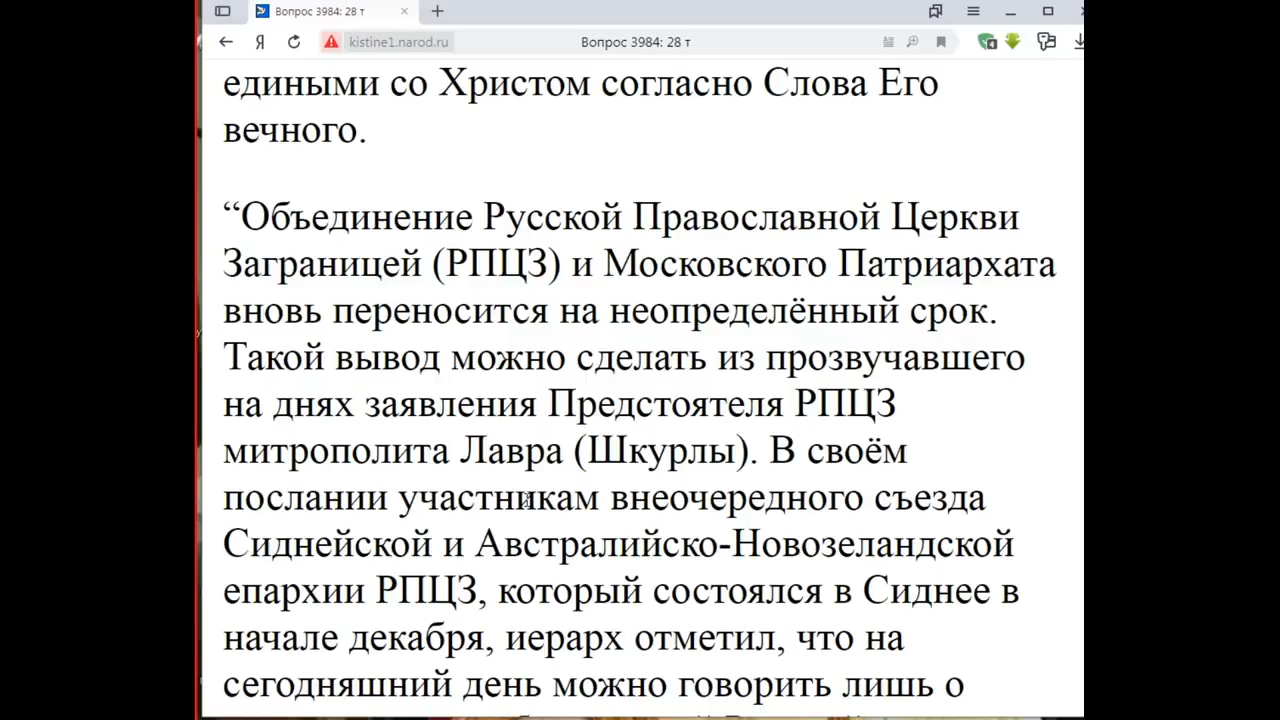 Вопрос 3984: 28 т
kistine1.narod.ru
Вопрос 3984: 28 т
едиными со Христом согласно Слова Его
вечного.
“Объединение Русской Православной Церкви
Заграницей (РПЦЗ) и Московского Патриархата
вновь переносится на неопределённый срок.
Такой вывод можно сделать из прозвучавшего
на днях заявления Предстоятеля РПЦЗ
митрополита Лавра (Шкурлы). В своём
послании участникам внеочередного съезда
Сиднейской и Австралийско-Новозеландской
епархии РПЦЗ, который состоялся в Сиднее в
начале декабря, иерарх отметил, что на
сегодняшний день можно говорить лишь о